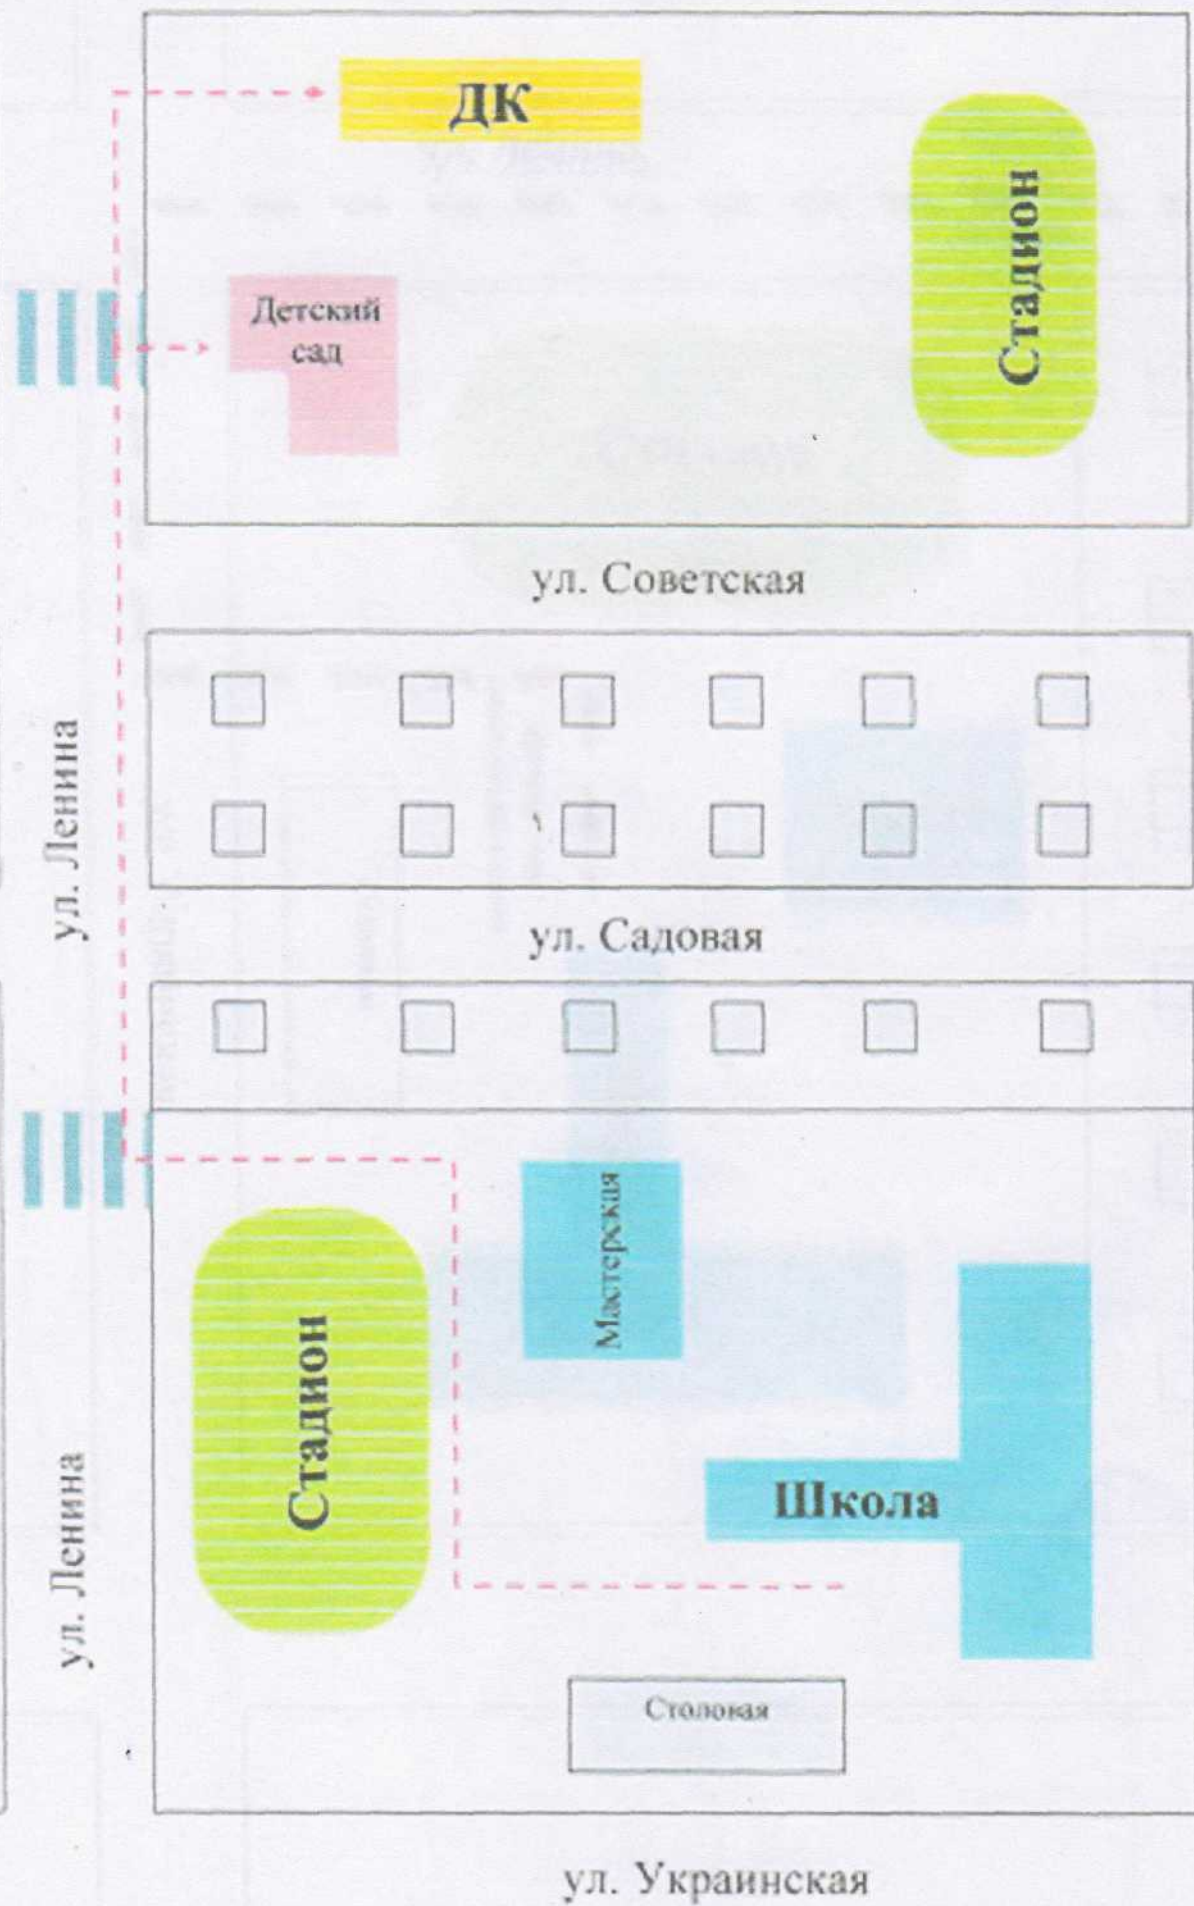 ДК
Стадион
Детский
сад
ул. Советская
ул. Ленина
ул. Садовая
Мастерская
Стадион
Школа
ул. Ленина
Столовая
ул. Украинская